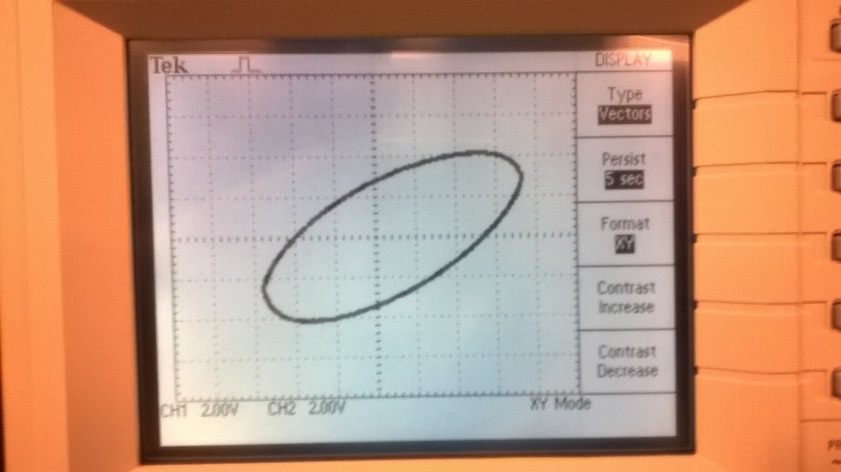 Tek
DISPLAY
Type
Vectors
Persist
5 sec
Format
XY
Contrast
Increase
Contrast
Decrease
CH1 2.00V CH2 2.00V XY Mode
PR